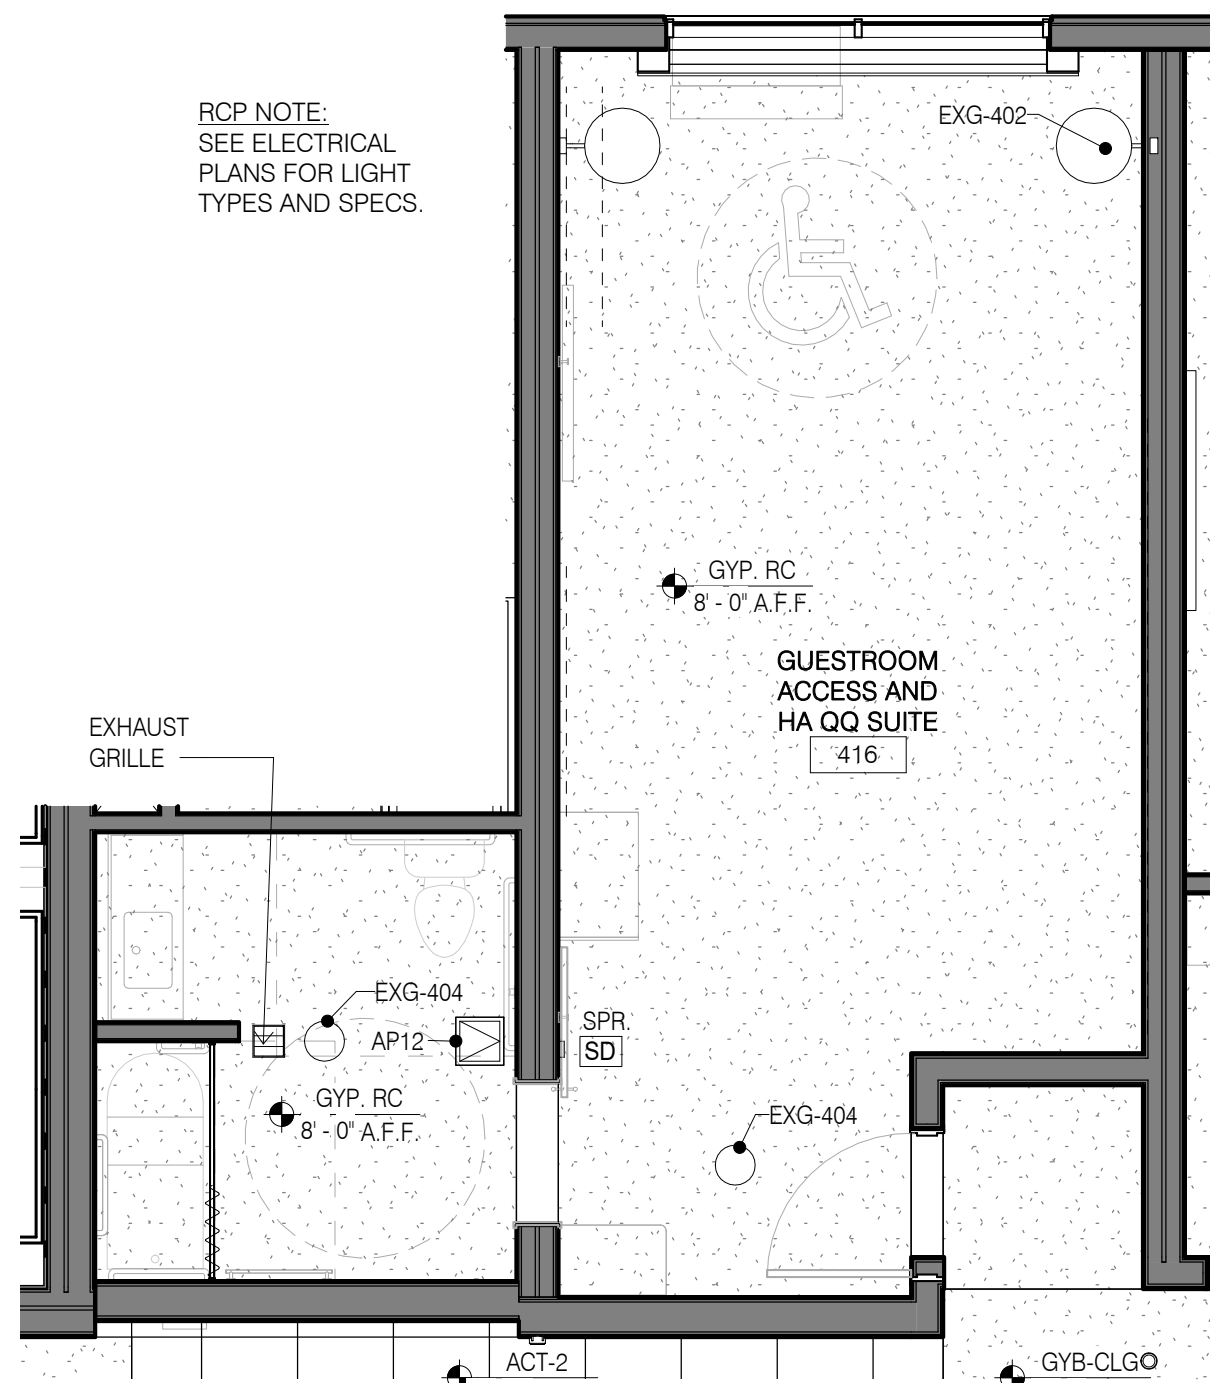 RCP NOTE:
SEE ELECTRICAL
PLANS FOR LIGHT
TYPES AND SPECS.
EXG-402
GYP. RC
8' - 0" A.F.F.
GUESTROOM
ACCESS AND
HA QQ SUITE
416
EXHAUST
GRILLE
EXG-404
AP12
SPR.
SD
GYP. RC
8' - 0" A.F.F.
EXG-404
ACT-2
GYB-CLG